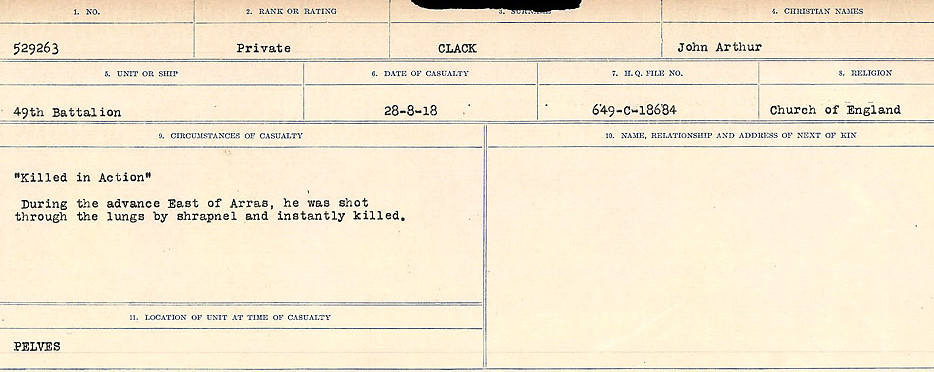 1. NO.
2. RANK OR RATING
3. SURNAME
4. CHRISTIAN NAMES
529263
Private
CLACK
John Arthur
5. UNIT OR SHIP
6. DATE OF CASUALTY
7. H.Q. FILE NO.
8. RELIGION
49th Battalion
28-8-18
649-C-18684
Church of England
9. CIRCUMSTANCES OF CASUALTY
10. NAME, RELATIONSHIP AND ADDRESS OF NEXT OF KIN
"Killed in Action"
During the advance East of Arras, he was shot
through the lungs by shrapnel and instantly killed.
11. LOCATION OF UNIT AT TIME OF CASUALTY
PELVES